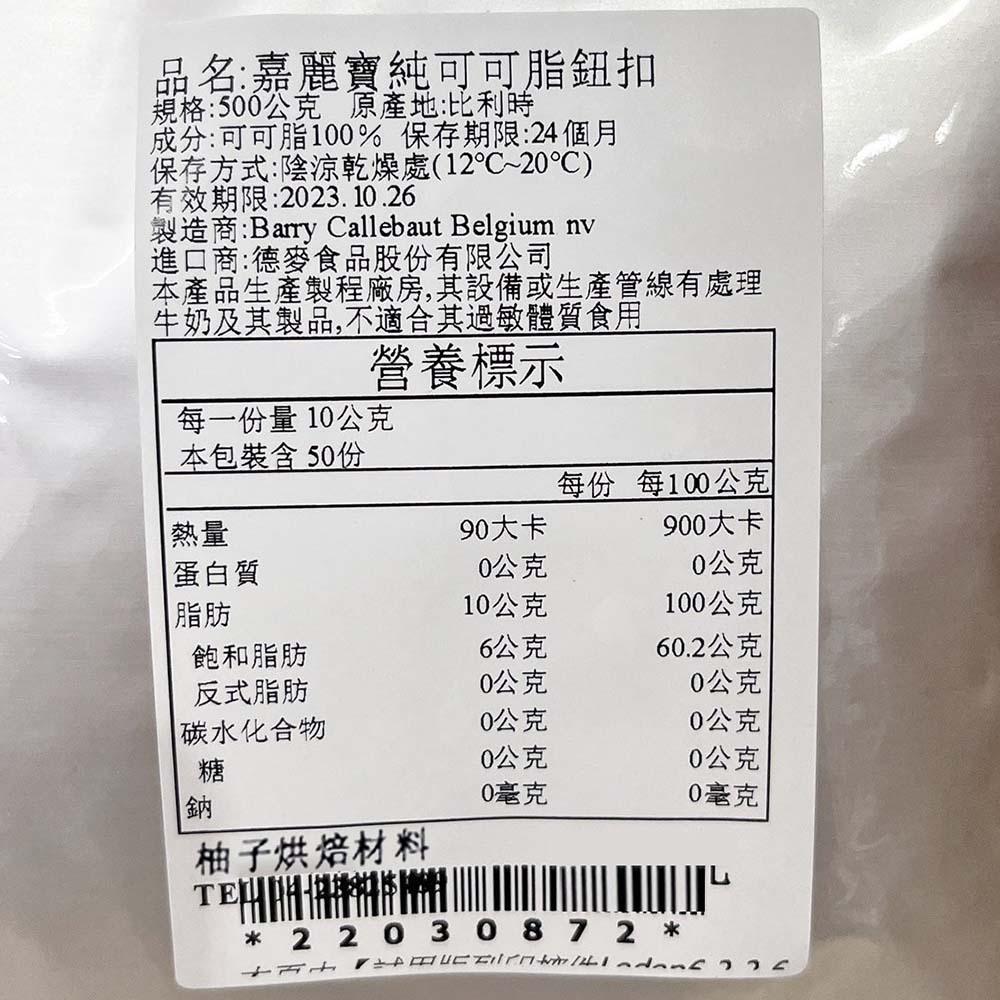 品名:嘉麗寶純可可脂鈕扣
規格:500公克 原產地:比利時
成分:可可脂100% 保存期限:24個月
保存方式:陰涼乾燥處(12℃~20℃)
有效期限:2023.10.26
製造商:Barry Callebaut Belgium nv
進口商:德麥食品股份有限公司
本產品生產製程廠房,其設備或生產管線有處理
牛奶及其製品,不適合其過敏體質食用
營養標示
每一份量 10公克
本包裝含 50份
每份 每100公克
熱量 90大卡 900大卡
蛋白質 0公克 0公克
脂肪 10公克 100公克
飽和脂肪 6公克 60.2公克
反式脂肪 0公克 0公克
碳水化合物 0公克 0公克
糖 0公克 0公克
鈉 0毫克 0毫克
柚子烘焙材料
TEL
*22030872*